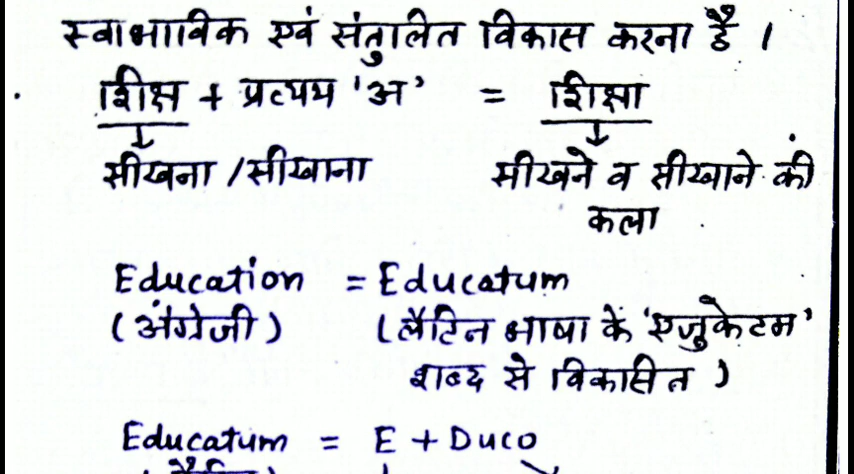 स्वाभाविक एवं संतुलित विकास करना है ।
. शिक्ष + प्रत्यय 'अ' = शिक्षा
सीखना / सीखाना सीखने व सीखाने की
कला .
Education = Educatum
(अंग्रेजी) (लैटिन भाषा के 'एजुकेटम'
शब्द से विकासित )
Educatum = E + Duco